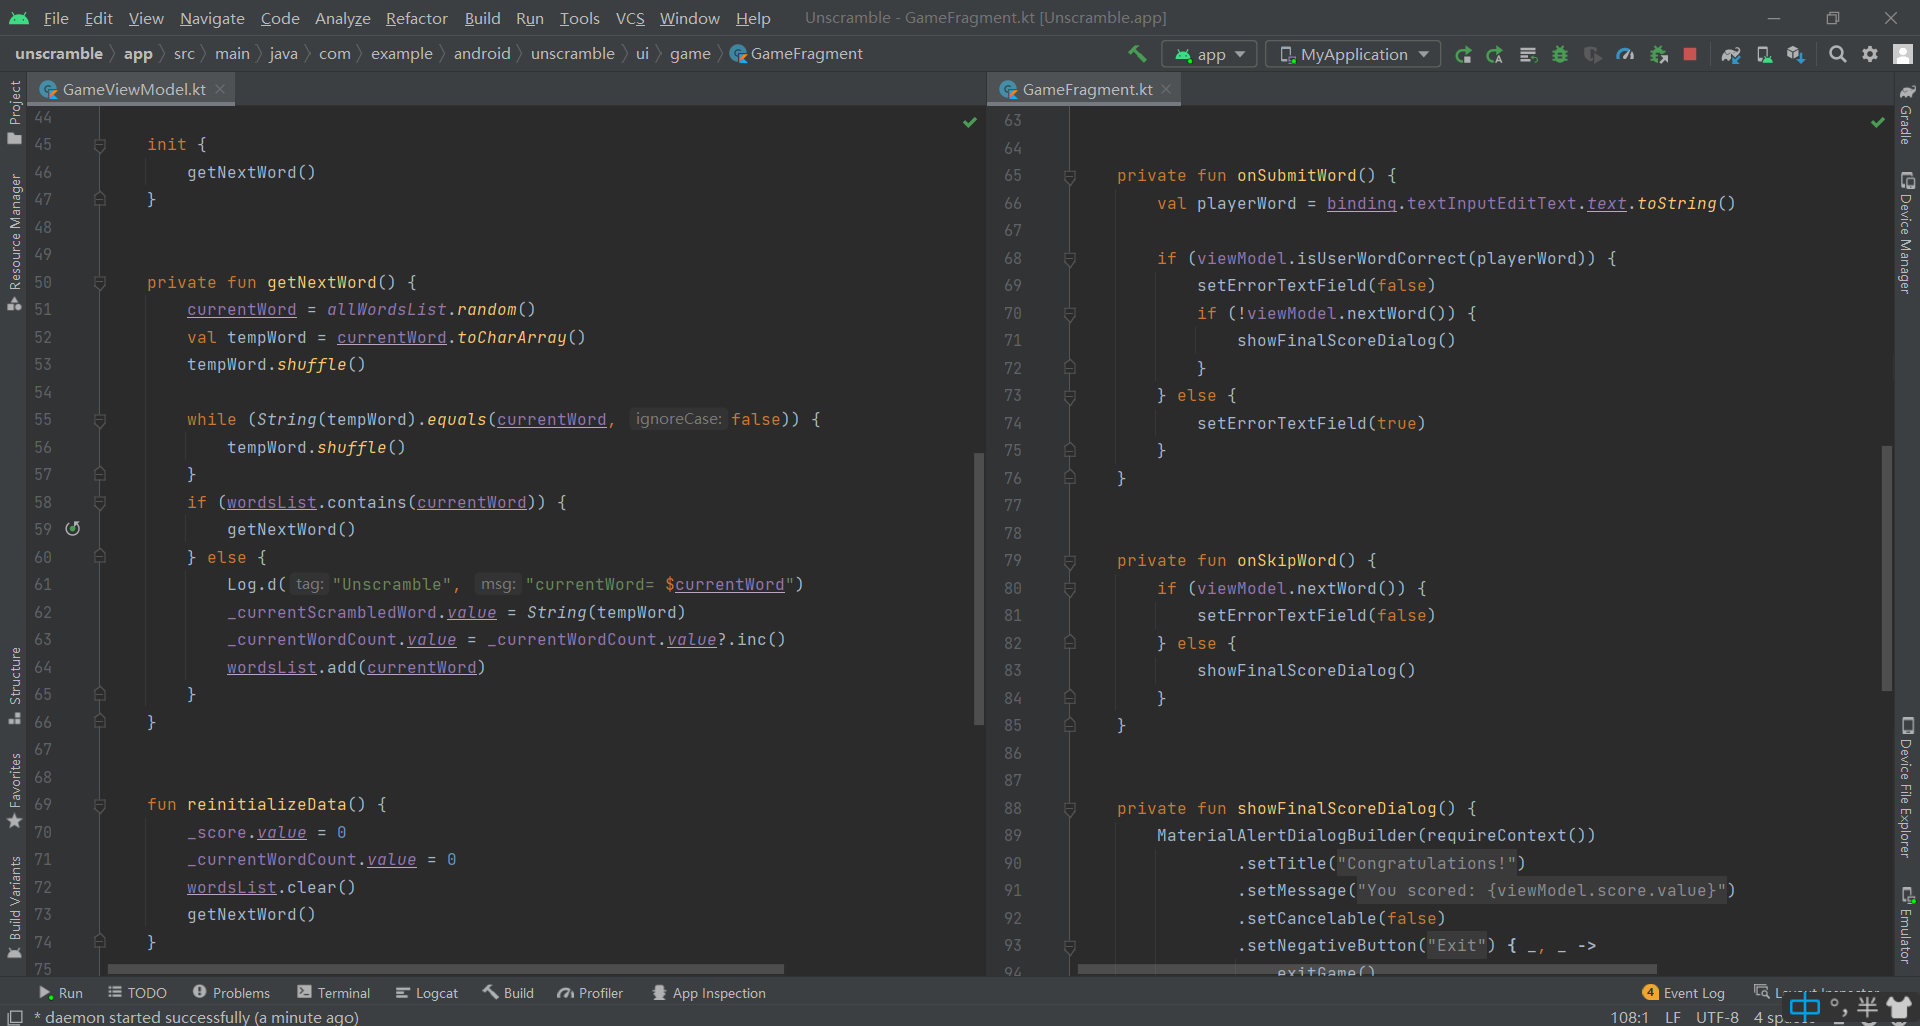 File Edit View Navigate Code Analyze Refactor Build Run Tools VCS Window Help Unscramble - GameFragment.kt [Unscramble.app]
unscramble app src main java com example android unscramble ui game GameFragment app MyApplication
Project
Resource Manager
Structure
Favorites
Build Variants
GameViewModel.kt
44
45 init {
46 getNextWord()
47 }
48
49
50 private fun getNextWord() {
51 currentWord = allWordsList.random()
52 val tempWord = currentWord.toCharArray()
53 tempWord.shuffle()
54
55 while (String(tempWord).equals(currentWord, ignoreCase: false)) {
56 tempWord.shuffle()
57 }
58 if (wordsList.contains(currentWord)) {
59 getNextWord()
60 } else {
61 Log.d( tag: "Unscramble", msg: "currentWord= $currentWord")
62 _currentScrambledWord.value = String(tempWord)
63 _currentWordCount.value = _currentWordCount.value?.inc()
64 wordsList.add(currentWord)
65 }
66 }
67
68
69 fun reinitializeData() {
70 _score.value = 0
71 _currentWordCount.value = 0
72 wordsList.clear()
73 getNextWord()
74 }
75
GameFragment.kt
63
64
65 private fun onSubmitWord() {
66 val playerWord = binding.textInputEditText.text.toString()
67
68 if (viewModel.isUserWordCorrect(playerWord)) {
69 setErrorTextField(false)
70 if (!viewModel.nextWord()) {
71 showFinalScoreDialog()
72 }
73 } else {
74 setErrorTextField(true)
75 }
76 }
77
78
79 private fun onSkipWord() {
80 if (viewModel.nextWord()) {
81 setErrorTextField(false)
82 } else {
83 showFinalScoreDialog()
84 }
85 }
86
87
88 private fun showFinalScoreDialog() {
89 MaterialAlertDialogBuilder(requireContext())
90 .setTitle("Congratulations!")
91 .setMessage("You scored: {viewModel.score.value}")
92 .setCancelable(false)
93 .setNegativeButton("Exit") { _, _ ->
94 exitGame()
Gradle
Device Manager
Device File Explorer
Emulator
Run TODO Problems Terminal Logcat Build Profiler App Inspection 4 Event Log Layout Inspector
* daemon started successfully (a minute ago) 108:1 LF UTF-8 4 spaces
中 °, 半